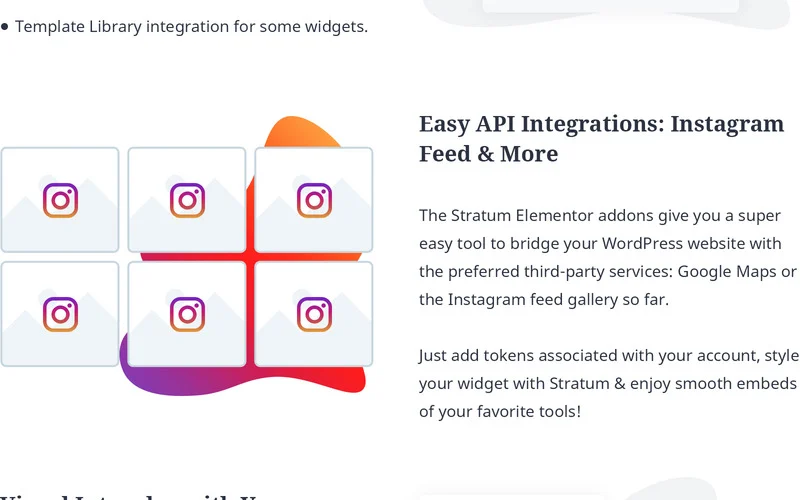 • Template Library integration for some widgets.
Easy API Integrations: Instagram
Feed & More
The Stratum Elementor addons give you a super
easy tool to bridge your WordPress website with
the preferred third-party services: Google Maps or
the Instagram feed gallery so far.
Just add tokens associated with your account, style
your widget with Stratum & enjoy smooth embeds
of your favorite tools!